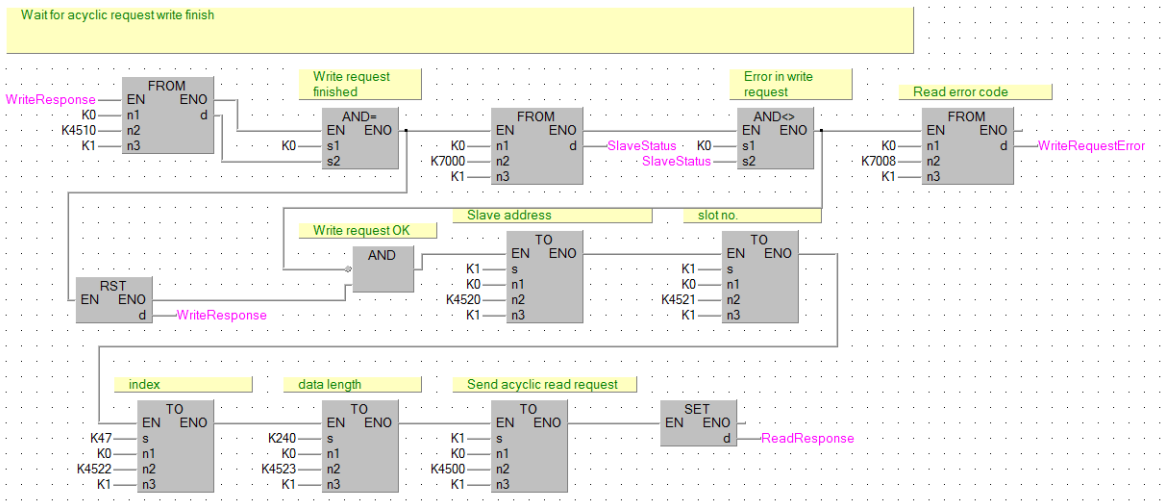 Wait for acyclic request write finish
Write request
finished
Error in write
request
Read error code
FROM
WriteResponse EN ENO
K0 n1 d
K4510 n2
K1 n3
AND=
EN ENO
K0 s1
s2
FROM
EN ENO
K0 n1 d SlaveStatus
K7000 n2
K1 n3
AND<>
EN ENO
K0 s1
SlaveStatus s2
FROM
EN ENO
K0 n1 d WriteRequestError
K7008 n2
K1 n3
Write request OK
Slave address
slot no.
RST
EN ENO
d WriteResponse
AND
TO
EN ENO
K1 s
K0 n1
K4520 n2
K1 n3
TO
EN ENO
K1 s
K0 n1
K4521 n2
K1 n3
index
data length
Send acyclic read request
TO
EN ENO
K47 s
K0 n1
K4522 n2
K1 n3
TO
EN ENO
K240 s
K0 n1
K4523 n2
K1 n3
TO
EN ENO
K1 s
K0 n1
K4500 n2
K1 n3
SET
EN ENO
d ReadResponse